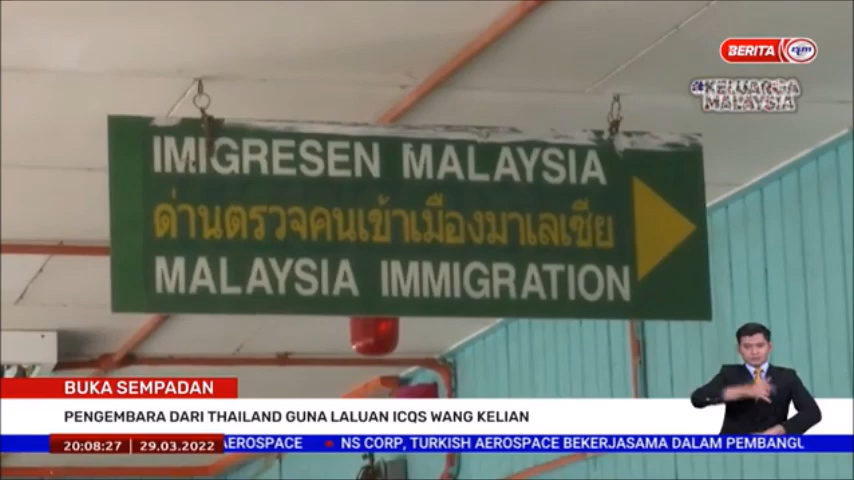 BERITA rtm
#KELUARGA
MALAYSIA
IMIGRESEN MALAYSIA
ด่านตรวจคนเข้าเมืองมาเลเซีย
MALAYSIA IMMIGRATION
BUKA SEMPADAN
PENGEMBARA DARI THAILAND GUNA LALUAN ICQS WANG KELIAN
20:08:27 29.03.2022 AEROSPACE NS CORP, TURKISH AEROSPACE BEKERJASAMA DALAM PEMBANGU